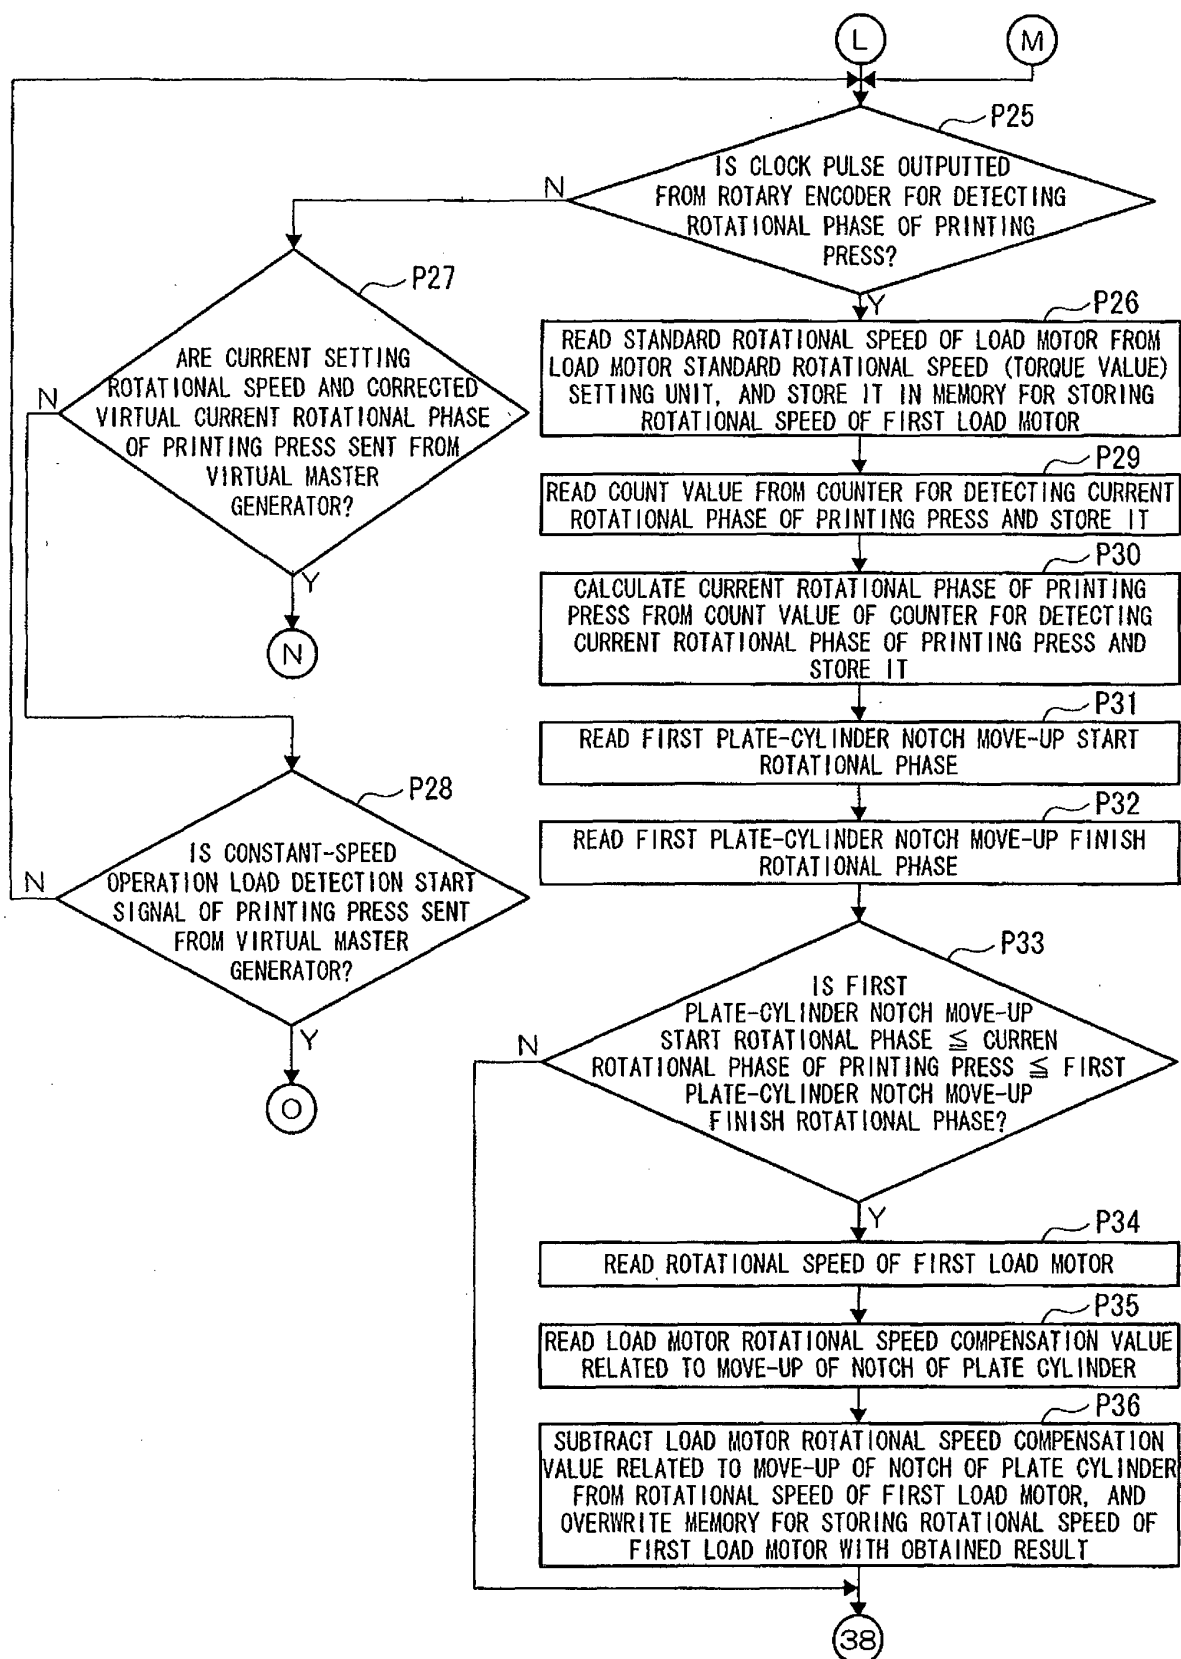 L
M
P25
IS CLOCK PULSE OUTPUTTED
FROM ROTARY ENCODER FOR DETECTING
ROTATIONAL PHASE OF PRINTING
PRESS?
N
Y
P27
ARE CURRENT SETTING
ROTATIONAL SPEED AND CORRECTED
VIRTUAL CURRENT ROTATIONAL PHASE
OF PRINTING PRESS SENT FROM
VIRTUAL MASTER
GENERATOR?
N
Y
N
P28
IS CONSTANT-SPEED
OPERATION LOAD DETECTION START
SIGNAL OF PRINTING PRESS SENT
FROM VIRTUAL MASTER
GENERATOR?
N
Y
O
P26
READ STANDARD ROTATIONAL SPEED OF LOAD MOTOR FROM
LOAD MOTOR STANDARD ROTATIONAL SPEED (TORQUE VALUE)
SETTING UNIT, AND STORE IT IN MEMORY FOR STORING
ROTATIONAL SPEED OF FIRST LOAD MOTOR
P29
READ COUNT VALUE FROM COUNTER FOR DETECTING CURRENT
ROTATIONAL PHASE OF PRINTING PRESS AND STORE IT
P30
CALCULATE CURRENT ROTATIONAL PHASE OF PRINTING
PRESS FROM COUNT VALUE OF COUNTER FOR DETECTING
CURRENT ROTATIONAL PHASE OF PRINTING PRESS AND
STORE IT
P31
READ FIRST PLATE-CYLINDER NOTCH MOVE-UP START
ROTATIONAL PHASE
P32
READ FIRST PLATE-CYLINDER NOTCH MOVE-UP FINISH
ROTATIONAL PHASE
P33
IS FIRST
PLATE-CYLINDER NOTCH MOVE-UP
START ROTATIONAL PHASE ≦ CURREN
ROTATIONAL PHASE OF PRINTING PRESS ≦ FIRST
PLATE-CYLINDER NOTCH MOVE-UP
FINISH ROTATIONAL PHASE?
N
Y
P34
READ ROTATIONAL SPEED OF FIRST LOAD MOTOR
P35
READ LOAD MOTOR ROTATIONAL SPEED COMPENSATION VALUE
RELATED TO MOVE-UP OF NOTCH OF PLATE CYLINDER
P36
SUBTRACT LOAD MOTOR ROTATIONAL SPEED COMPENSATION
VALUE RELATED TO MOVE-UP OF NOTCH OF PLATE CYLINDER
FROM ROTATIONAL SPEED OF FIRST LOAD MOTOR, AND
OVERWRITE MEMORY FOR STORING ROTATIONAL SPEED OF
FIRST LOAD MOTOR WITH OBTAINED RESULT
38